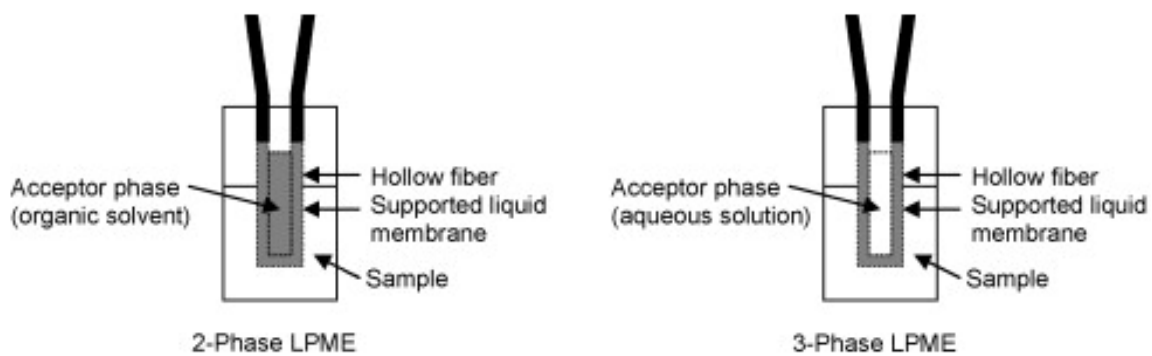 Acceptor phase
(organic solvent)
Hollow fiber
Supported liquid
membrane
Sample
2-Phase LPME
Acceptor phase
(aqueous solution)
Hollow fiber
Supported liquid
membrane
Sample
3-Phase LPME